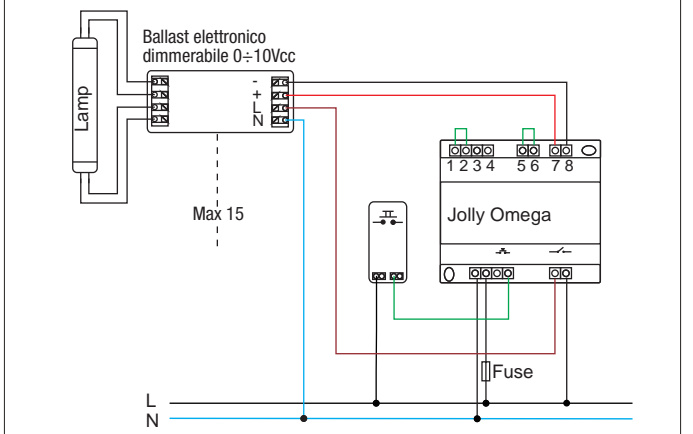 Ballast elettronico
dimmerabile 0÷10Vcc
Lamp
-
+
L
N
Max 15
1 2 3 4 5 6 7 8
Jolly Omega
Fuse
L
N